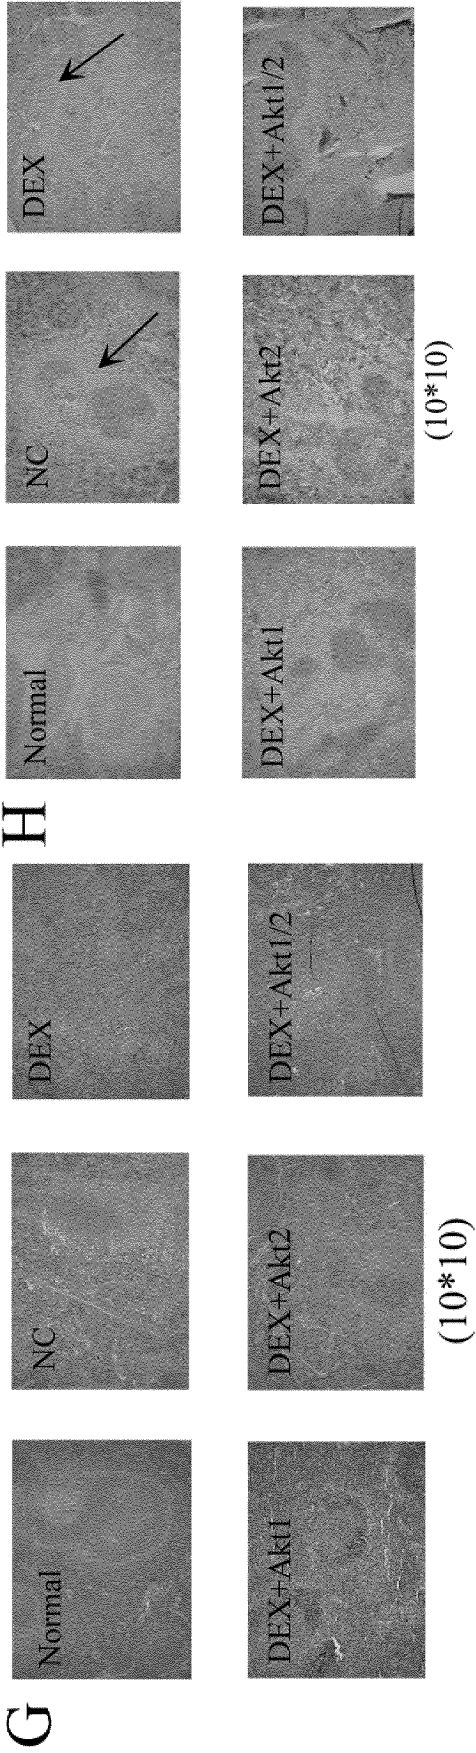 G
Normal
NC
DEX
DEX+Akt1
DEX+Akt2
DEX+Akt1/2
(10*10)
H
Normal
NC
DEX
DEX+Akt1
DEX+Akt2
DEX+Akt1/2
(10*10)